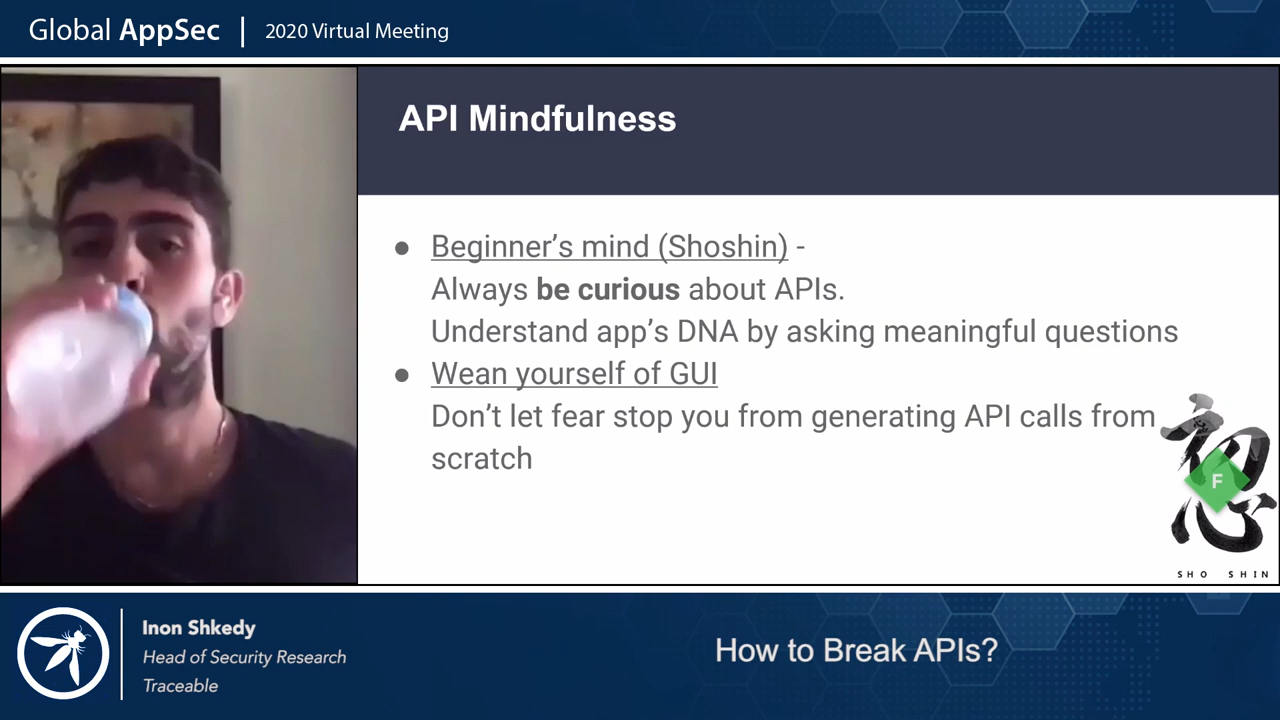 Global AppSec | 2020 Virtual Meeting
API Mindfulness
● Beginner’s mind (Shoshin) -
Always be curious about APIs.
Understand app’s DNA by asking meaningful questions
● Wean yourself of GUI
Don’t let fear stop you from generating API calls from
scratch
初心
F
SHO SHIN
Inon Shkedy
Head of Security Research
Traceable
How to Break APIs?